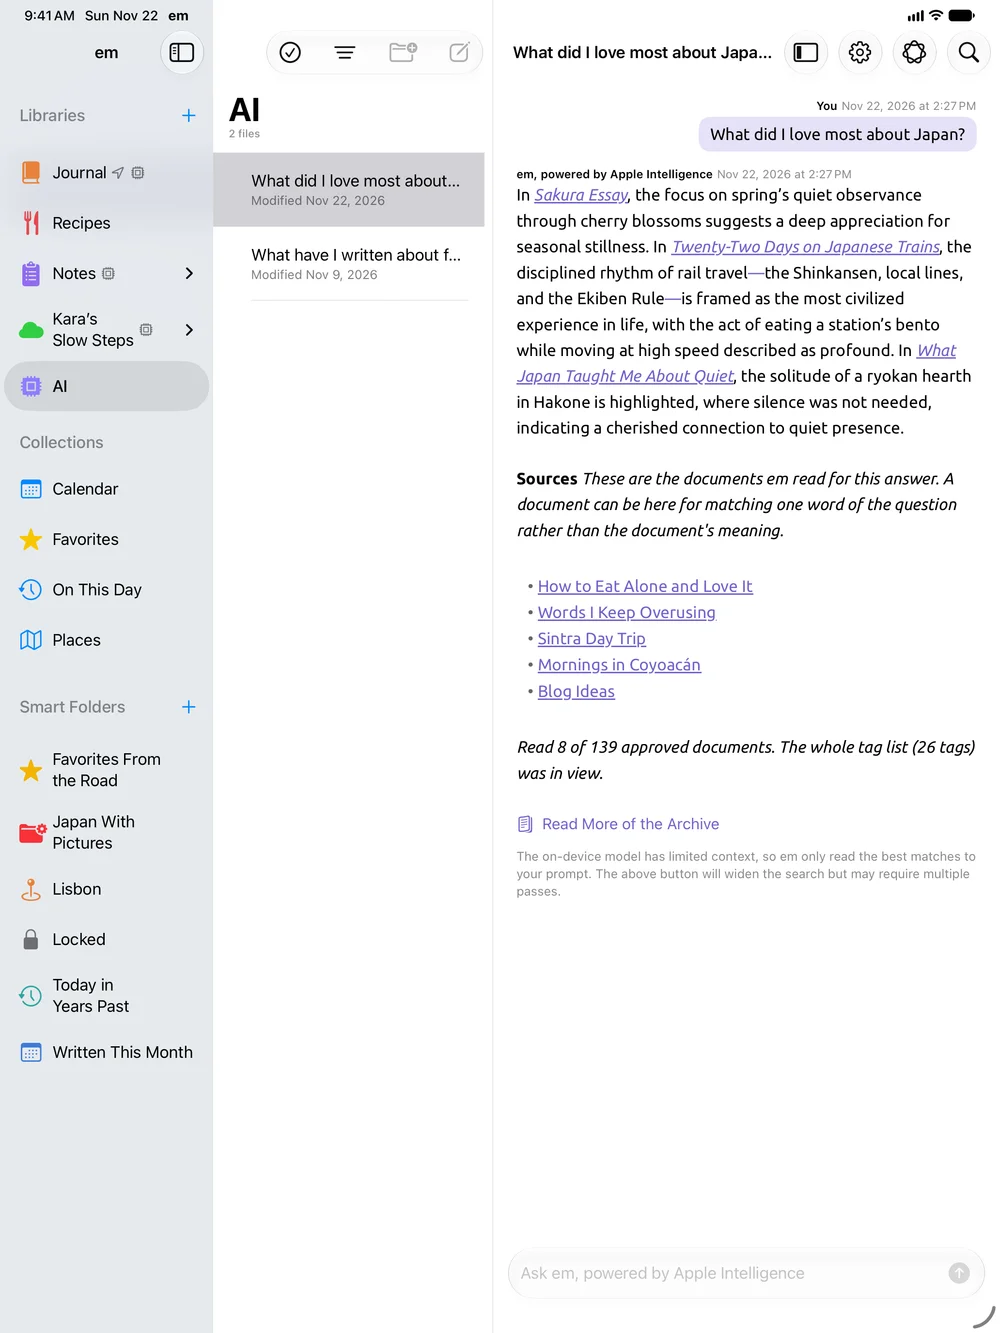 9:41 AM Sun Nov 22 em
em
Libraries
Journal
Recipes
Notes
Kara's
Slow Steps
AI
Collections
Calendar
Favorites
On This Day
Places
Smart Folders
Favorites From
the Road
Japan With
Pictures
Lisbon
Locked
Today in
Years Past
Written This Month
AI
2 files
What did I love most about...
Modified Nov 22, 2026
What have I written about f...
Modified Nov 9, 2026
What did I love most about Japa...
You Nov 22, 2026 at 2:27 PM
What did I love most about Japan?
em, powered by Apple Intelligence Nov 22, 2026 at 2:27 PM
In Sakura Essay, the focus on spring's quiet observance
through cherry blossoms suggests a deep appreciation for
seasonal stillness. In Twenty-Two Days on Japanese Trains, the
disciplined rhythm of rail travel—the Shinkansen, local lines,
and the Ekiben Rule—is framed as the most civilized
experience in life, with the act of eating a station's bento
while moving at high speed described as profound. In What
Japan Taught Me About Quiet, the solitude of a ryokan hearth
in Hakone is highlighted, where silence was not needed,
indicating a cherished connection to quiet presence.
Sources These are the documents em read for this answer. A
document can be here for matching one word of the question
rather than the document's meaning.
• How to Eat Alone and Love It
• Words I Keep Overusing
• Sintra Day Trip
• Mornings in Coyoacán
• Blog Ideas
Read 8 of 139 approved documents. The whole tag list (26 tags)
was in view.
Read More of the Archive
The on-device model has limited context, so em only read the best matches to
your prompt. The above button will widen the search but may require multiple
passes.
Ask em, powered by Apple Intelligence